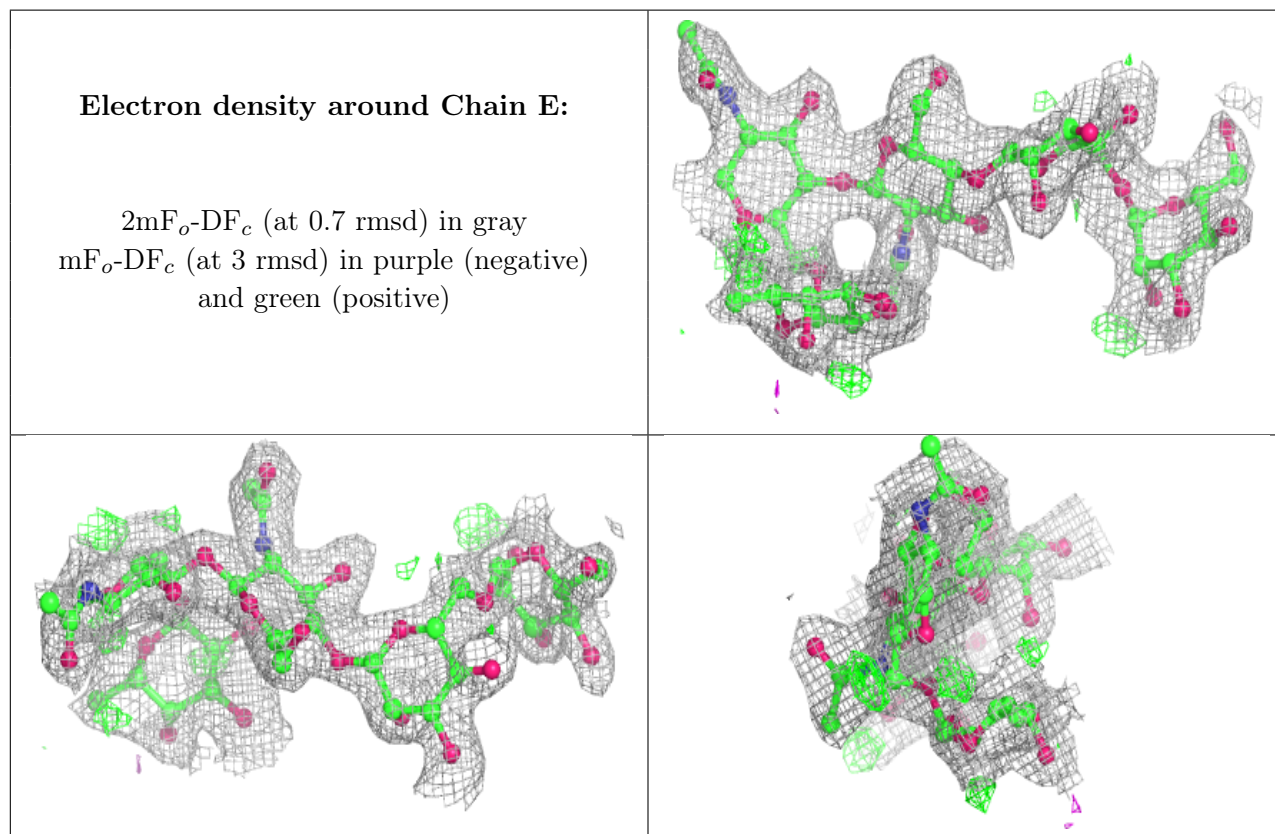 Electron density around Chain E:
2mFₒ-DF𝒸 (at 0.7 rmsd) in gray
mFₒ-DF𝒸 (at 3 rmsd) in purple (negative)
and green (positive)